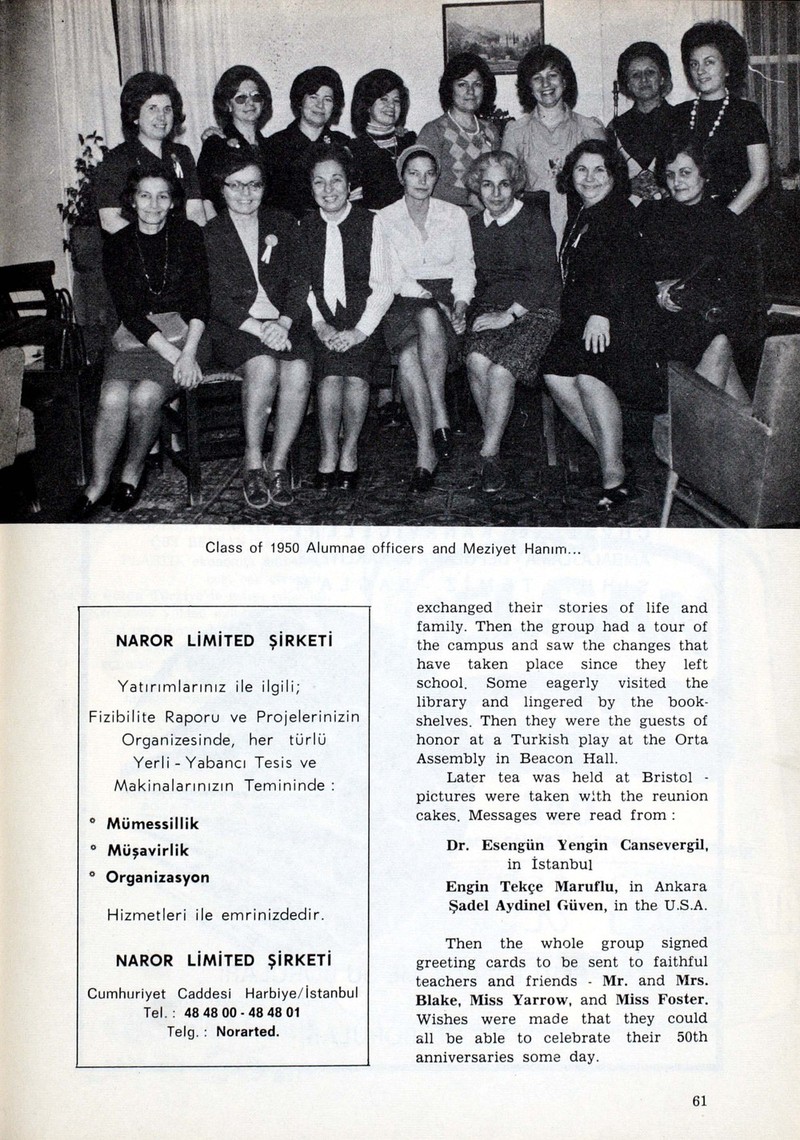 Class of 1950 Alumnae officers and Meziyet Hanım...
NAROR LİMİTED ŞİRKETİ
Yatırımlarınız ile ilgili;
Fizibilite Raporu ve Projelerinizin
Organizesinde, her türlü
Yerli - Yabancı Tesis ve
Makinalarınızın Temininde :
° Mümessillik
° Müşavirlik
° Organizasyon
Hizmetleri ile emrinizdedir.
NAROR LİMİTED ŞİRKETİ
Cumhuriyet Caddesi Harbiye/İstanbul
Tel. : 48 48 00 - 48 48 01
Telg. : Norarted.
exchanged their stories of life and
family. Then the group had a tour of
the campus and saw the changes that
have taken place since they left
school. Some eagerly visited the
library and lingered by the book-
shelves. Then they were the guests of
honor at a Turkish play at the Orta
Assembly in Beacon Hall.
Later tea was held at Bristol -
pictures were taken with the reunion
cakes. Messages were read from :
Dr. Esengün Yengin Cansevergil,
in İstanbul
Engin Tekçe Maruflu, in Ankara
Şadel Aydinel Güven, in the U.S.A.
Then the whole group signed
greeting cards to be sent to faithful
teachers and friends - Mr. and Mrs.
Blake, Miss Yarrow, and Miss Foster.
Wishes were made that they could
all be able to celebrate their 50th
anniversaries some day.
61